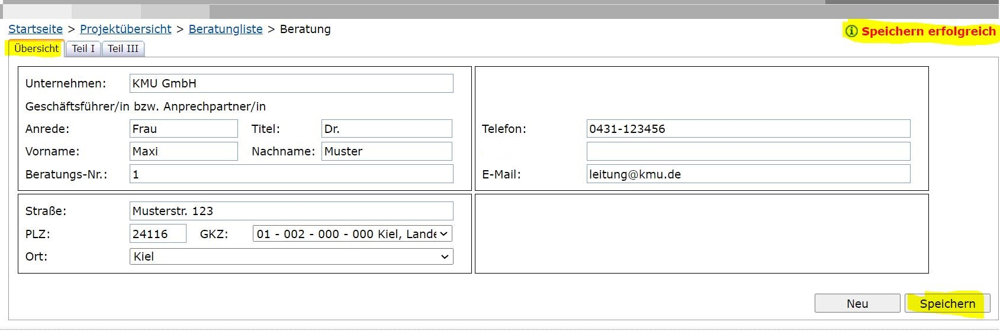 Startseite > Projektübersicht > Beratungliste > Beratung
Speichern erfolgreich
Übersicht Teil I Teil III
Unternehmen: KMU GmbH
Geschäftsführer/in bzw. Anprechpartner/in
Anrede: Frau Titel: Dr.
Vorname: Maxi Nachname: Muster
Beratungs-Nr.: 1
Telefon: 0431-123456
E-Mail: leitung@kmu.de
Straße: Musterstr. 123
PLZ: 24116 GKZ: 01 - 002 - 000 - 000 Kiel, Lande
Ort: Kiel
Neu Speichern